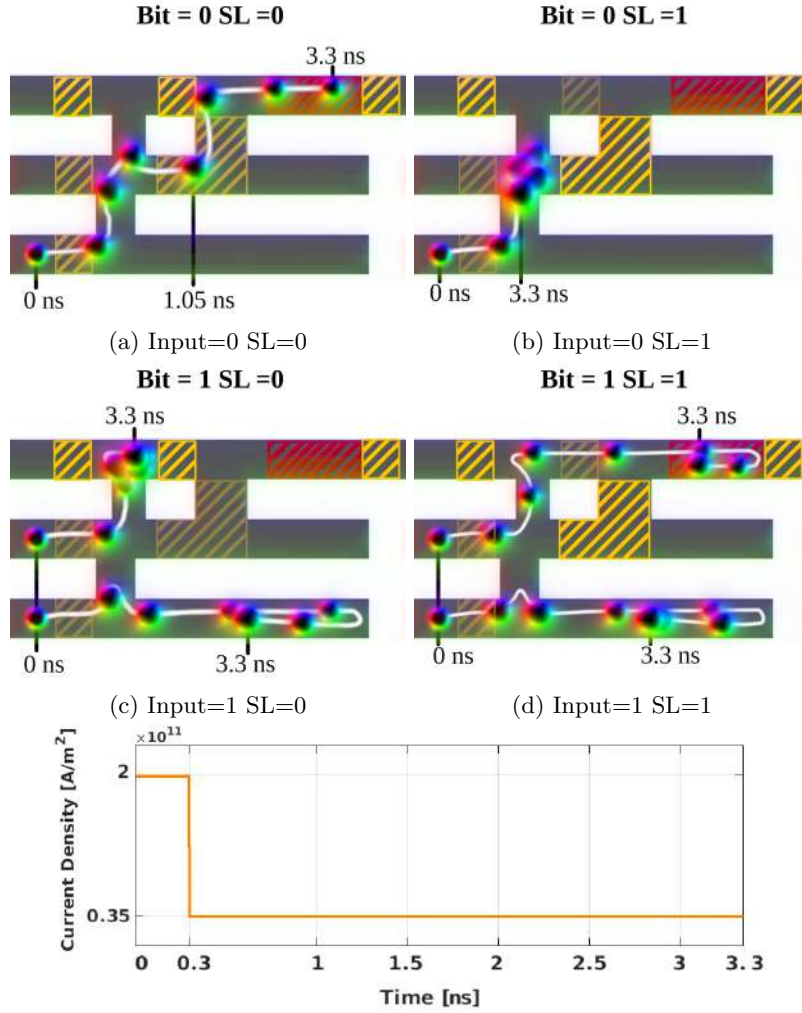 Bit = 0 SL =0
Bit = 0 SL =1
3.3 ns
0 ns
1.05 ns
0 ns
3.3 ns
(a) Input=0 SL=0
(b) Input=0 SL=1
Bit = 1 SL =0
Bit = 1 SL =1
3.3 ns
3.3 ns
0 ns
3.3 ns
0 ns
3.3 ns
(c) Input=1 SL=0
(d) Input=1 SL=1
×10¹¹
Current Density [A/m²]
2
0.35
0 0.3 1 1.5 2 2.5 3 3.3
Time [ns]